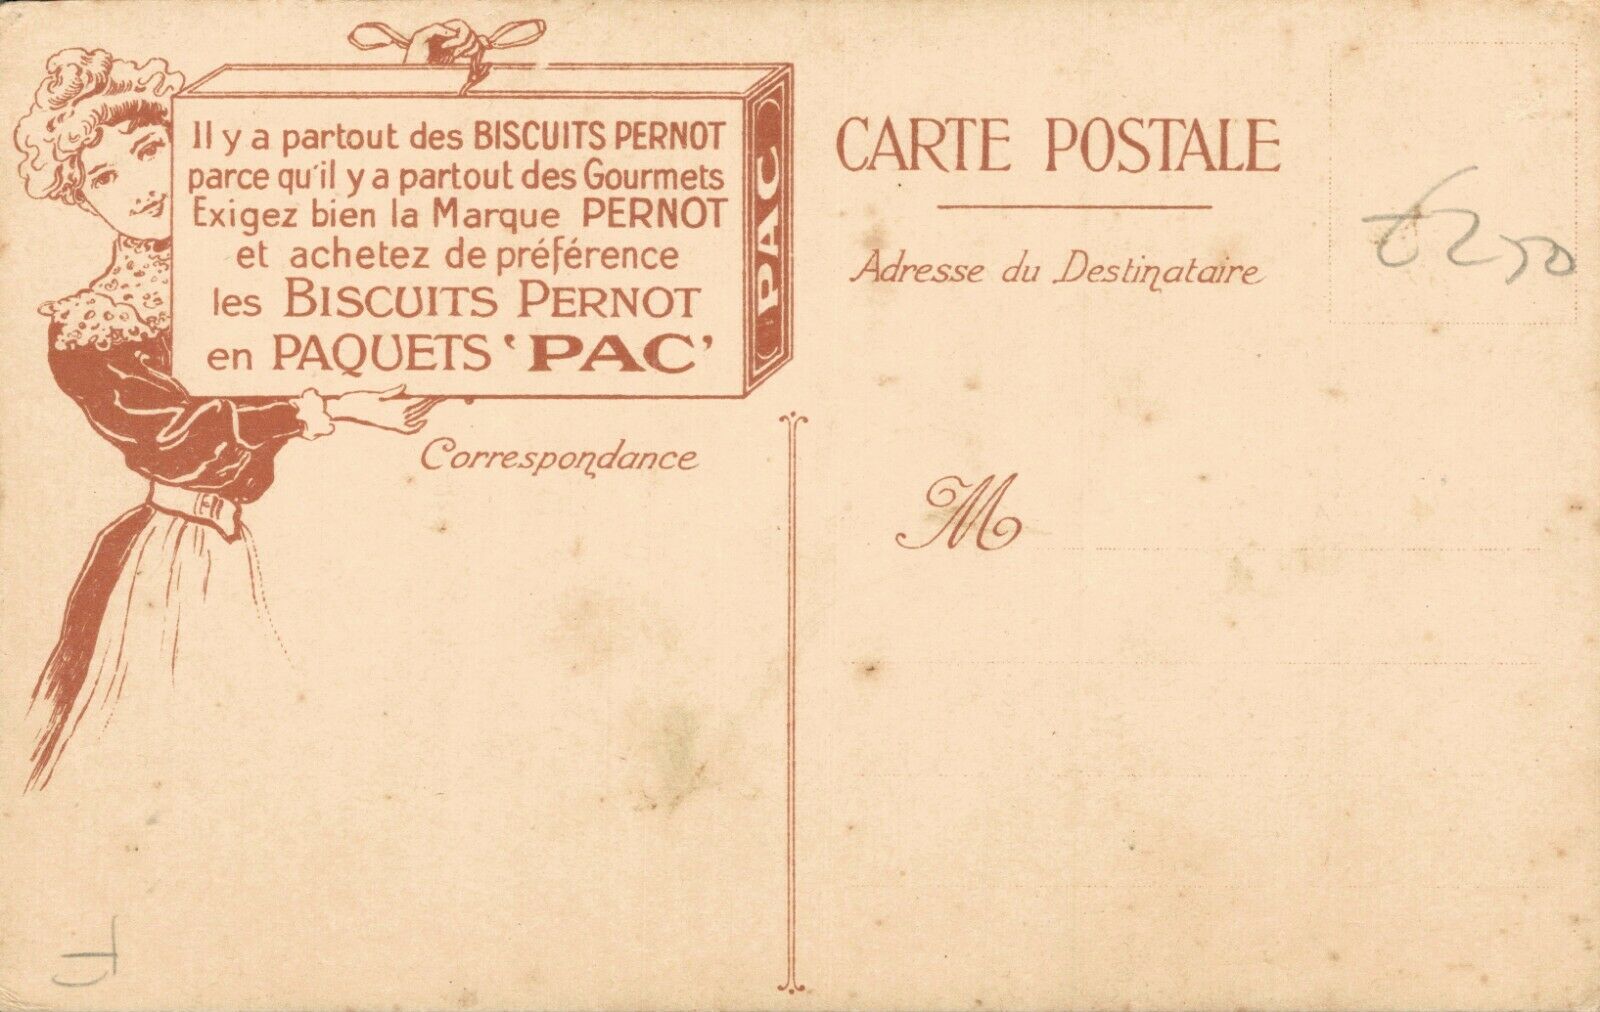 Il y a partout des BISCUITS PERNOT
parce qu'il y a partout des Gourmets
Exigez bien la Marque PERNOT
et achetez de préférence
les BISCUITS PERNOT
en PAQUETS 'PAC'
PAC
Correspondance
CARTE POSTALE
Adresse du Destinataire
M